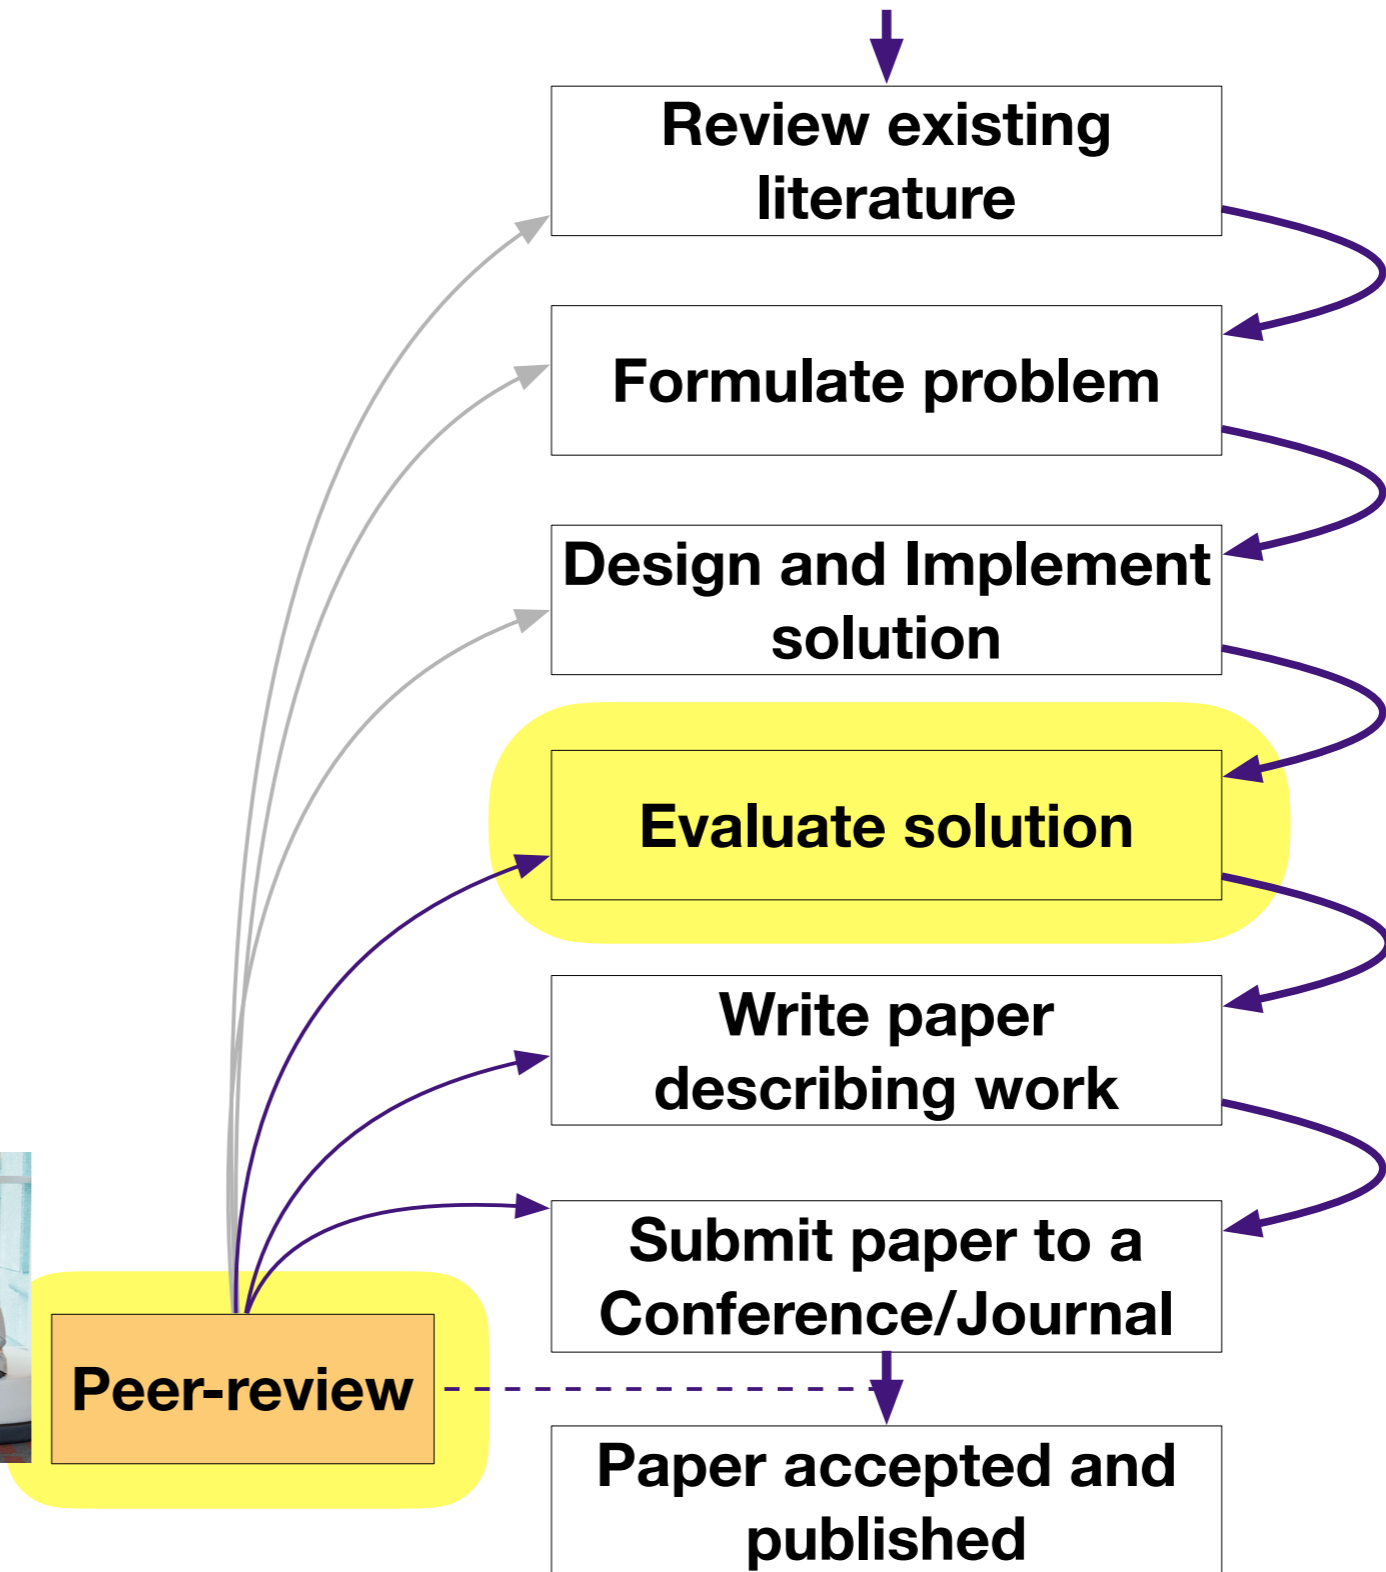 Review existing
literature
Formulate problem
Design and Implement
solution
Evaluate solution
Write paper
describing work
Submit paper to a
Conference/Journal
Peer-review
Paper accepted and
published